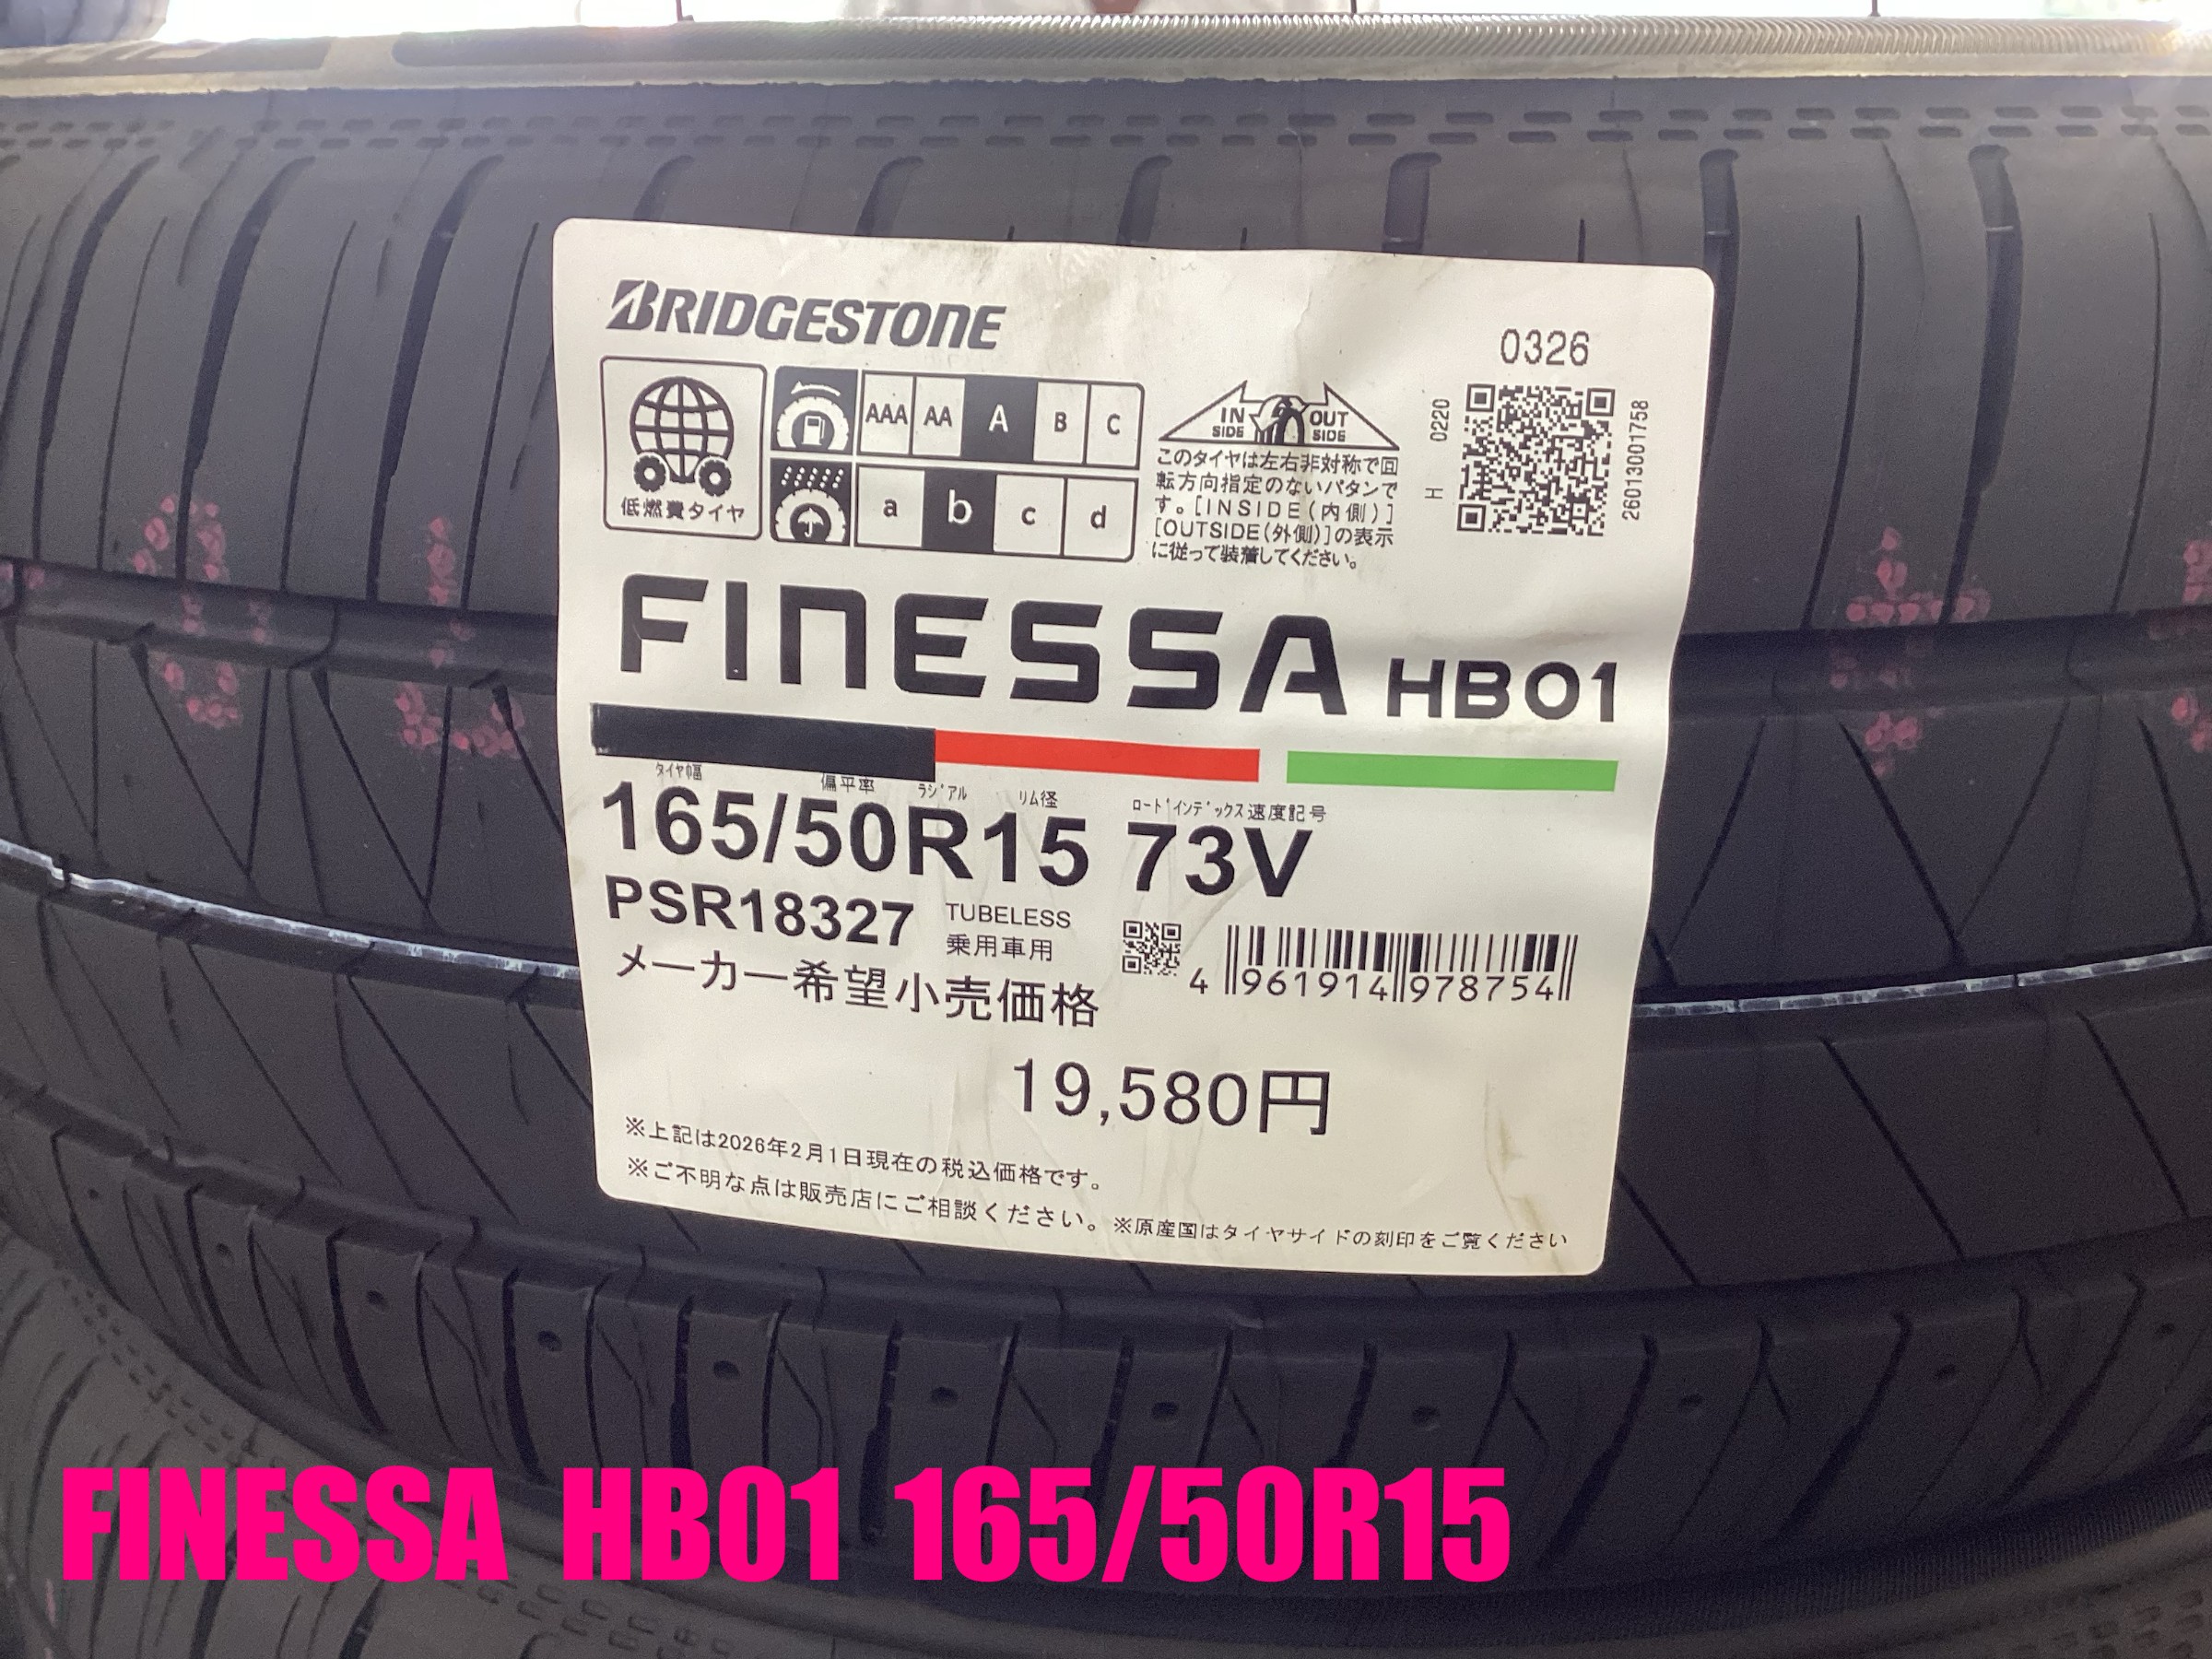 BRIDGESTONE
0326
低燃費タイヤ
AAA AA A B C
a b c d
IN SIDE OUT SIDE
このタイヤは左右非対称で回
転方向指定のないパタンで
す。[INSIDE(内側)]
[OUTSIDE(外側)]の表示
に従って装着してください。
H 0220
26013001758
FINESSA HB01
タイヤ幅 偏平率 ラジアル リム径 ロードインデックス 速度記号
165/50R15 73V
PSR18327
TUBELESS
乗用車用
4 961914 978754
メーカー希望小売価格
19,580円
※上記は2026年2月1日現在の税込価格です。
※ご不明な点は販売店にご相談ください。※原産国はタイヤサイドの刻印をご覧ください
FINESSA HB01 165/50R15